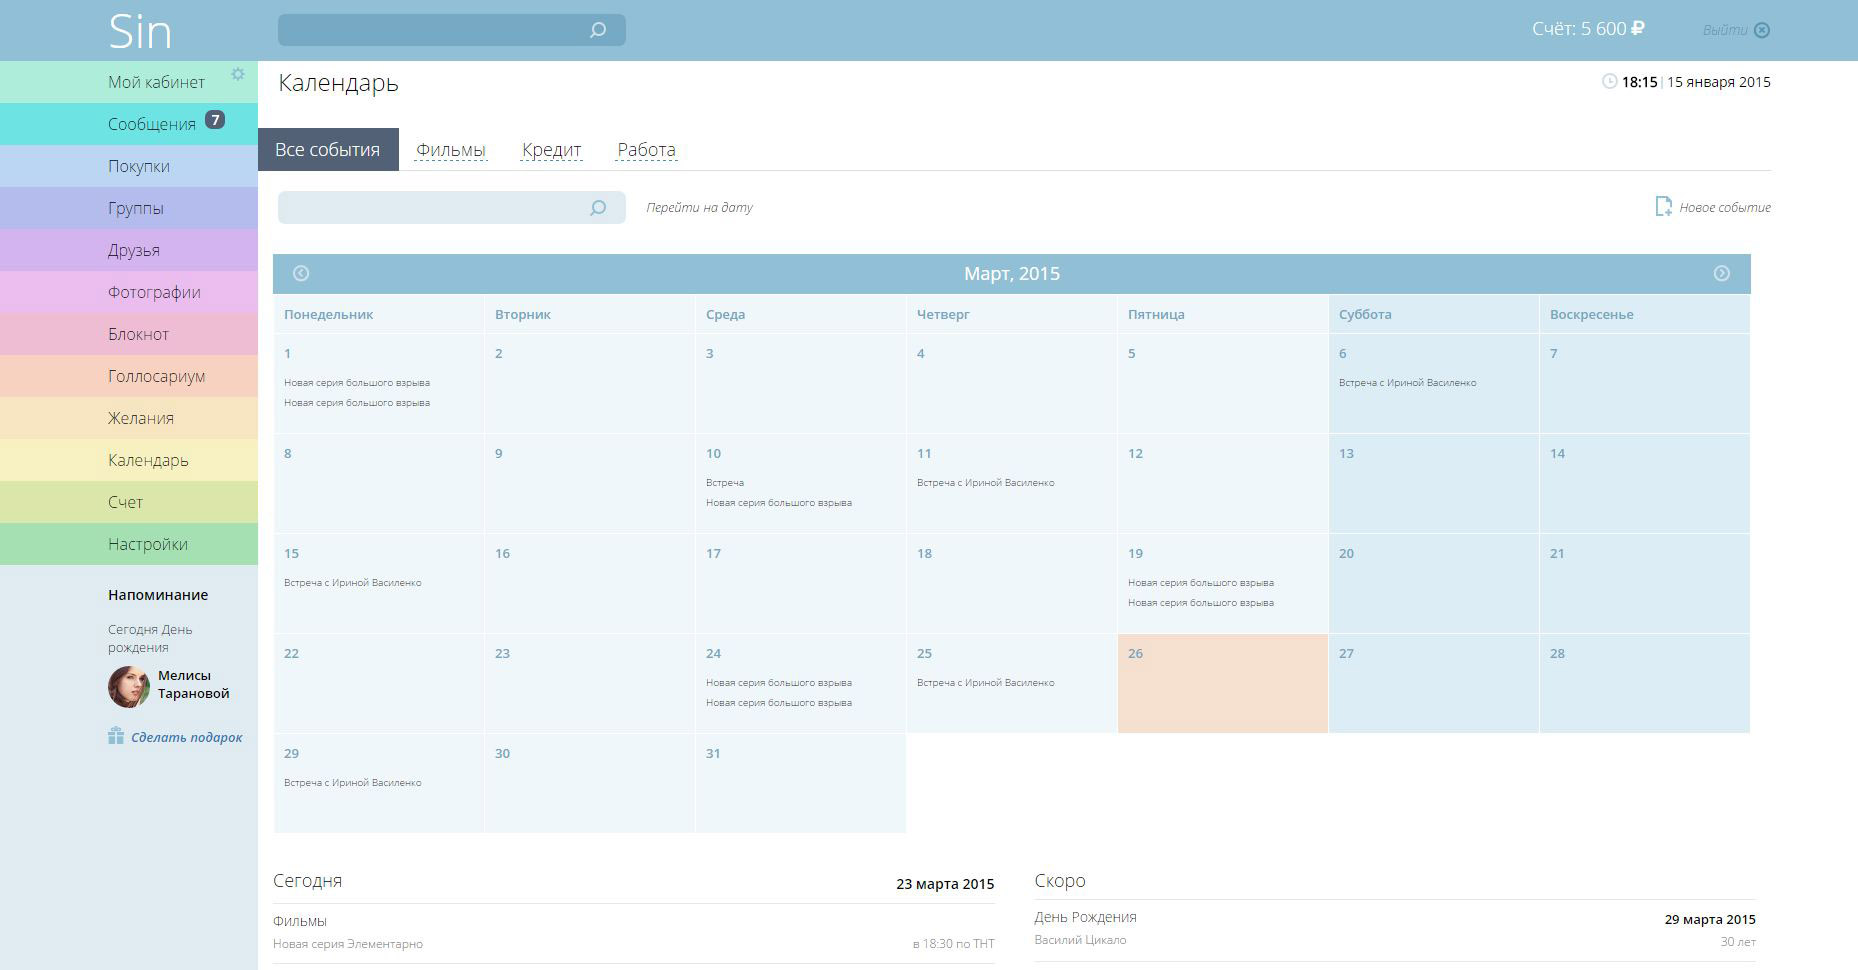 Sin
Счёт: 5 600 ₽
Выйти
Мой кабинет
Сообщения 7
Покупки
Группы
Друзья
Фотографии
Блокнот
Голлосариум
Желания
Календарь
Счет
Настройки
Напоминание
Сегодня День
рождения
Мелисы
Тарановой
Сделать подарок
Календарь
18:15 | 15 января 2015
Все события Фильмы Кредит Работа
Перейти на дату
Новое событие
Март, 2015
Понедельник Вторник Среда Четверг Пятница Суббота Воскресенье
1 2 3 4 5 6 7
Новая серия большого взрыва Встреча с Ириной Василенко
Новая серия большого взрыва
8 9 10 11 12 13 14
Встреча Встреча с Ириной Василенко
Новая серия большого взрыва
15 16 17 18 19 20 21
Встреча с Ириной Василенко Новая серия большого взрыва
Новая серия большого взрыва
22 23 24 25 26 27 28
Новая серия большого взрыва Встреча с Ириной Василенко
Новая серия большого взрыва
29 30 31
Встреча с Ириной Василенко
Сегодня 23 марта 2015
Фильмы
Новая серия Элементарно в 18:30 по ТНТ
Скоро
День Рождения 29 марта 2015
Василий Цикало 30 лет